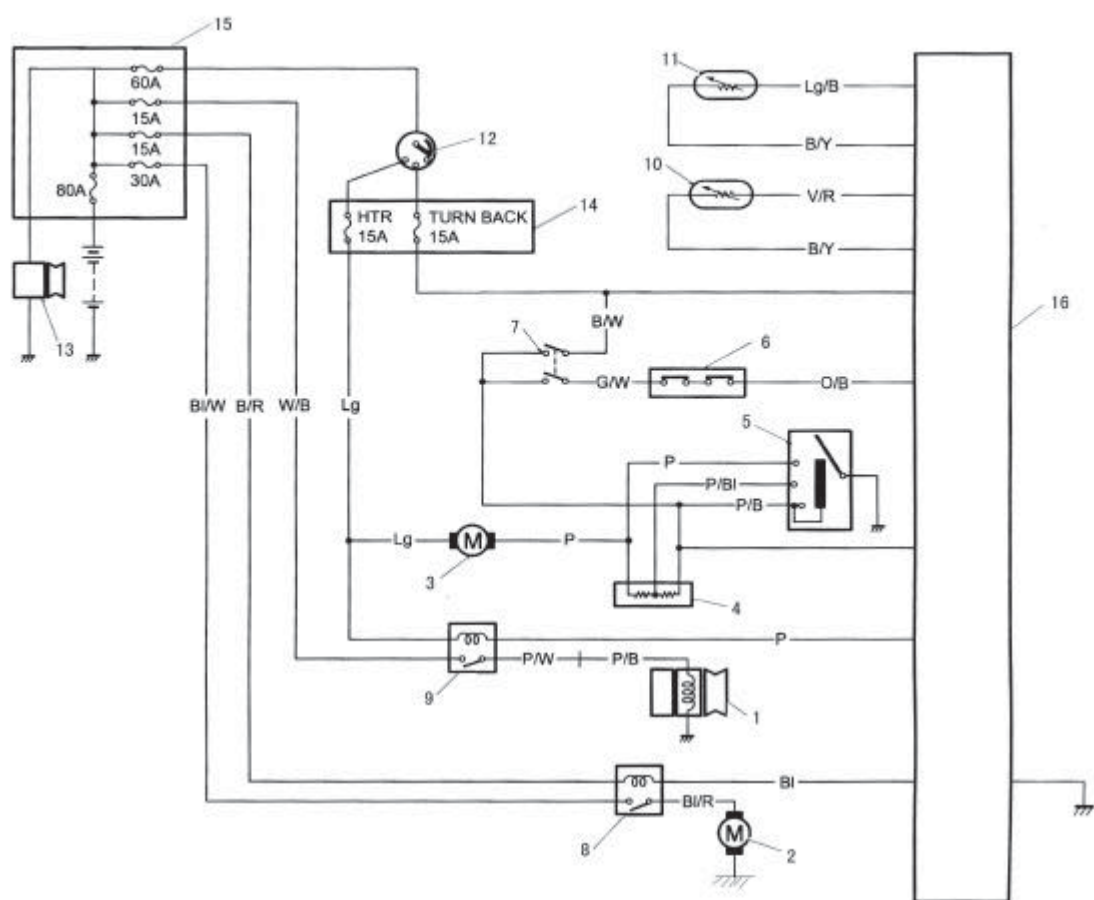 15
60A
15A
15A
30A
80A
13
12
HTR
15A
TURN BACK
15A
14
11
Lg/B
B/Y
10
V/R
B/Y
16
B/W
7
6
G/W
O/B
Bl/W
B/R
W/B
Lg
5
P
P/Bl
P/B
Lg
M
P
3
4
P
P/W
P/B
9
1
Bl
Bl/R
8
M
2